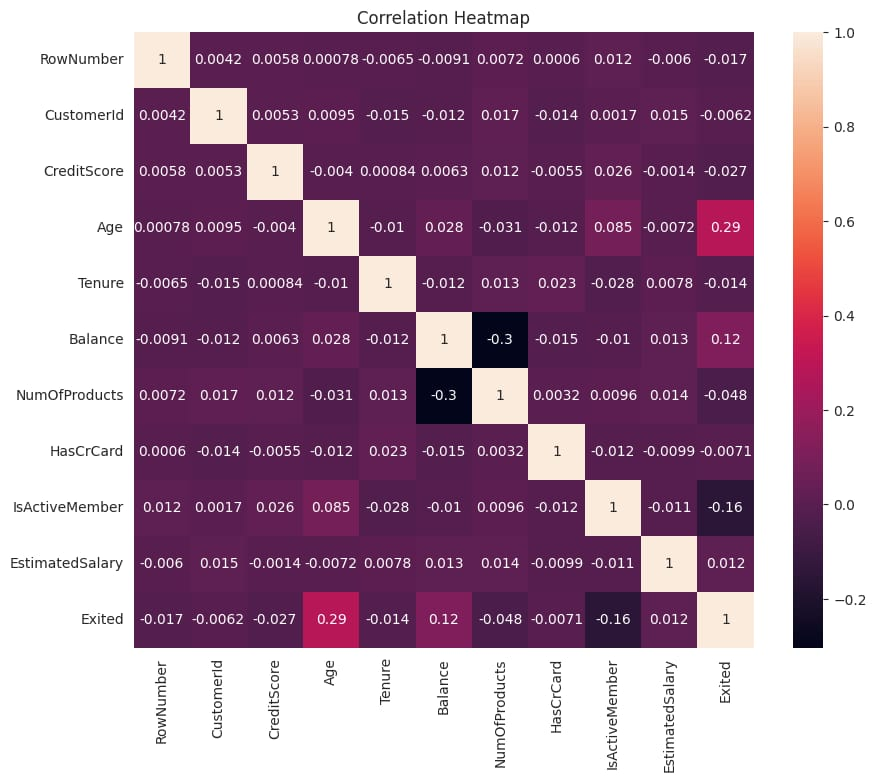 Correlation Heatmap
RowNumber 1 0.0042 0.0058 0.00078 -0.0065 -0.0091 0.0072 0.0006 0.012 -0.006 -0.017
CustomerId 0.0042 1 0.0053 0.0095 -0.015 -0.012 0.017 -0.014 0.0017 0.015 -0.0062
CreditScore 0.0058 0.0053 1 -0.004 0.00084 0.0063 0.012 -0.0055 0.026 -0.0014 -0.027
Age 0.00078 0.0095 -0.004 1 -0.01 0.028 -0.031 -0.012 0.085 -0.0072 0.29
Tenure -0.0065 -0.015 0.00084 -0.01 1 -0.012 0.013 0.023 -0.028 0.0078 -0.014
Balance -0.0091 -0.012 0.0063 0.028 -0.012 1 -0.3 -0.015 -0.01 0.013 0.12
NumOfProducts 0.0072 0.017 0.012 -0.031 0.013 -0.3 1 0.0032 0.0096 0.014 -0.048
HasCrCard 0.0006 -0.014 -0.0055 -0.012 0.023 -0.015 0.0032 1 -0.012 -0.0099 -0.0071
IsActiveMember 0.012 0.0017 0.026 0.085 -0.028 -0.01 0.0096 -0.012 1 -0.011 -0.16
EstimatedSalary -0.006 0.015 -0.0014 -0.0072 0.0078 0.013 0.014 -0.0099 -0.011 1 0.012
Exited -0.017 -0.0062 -0.027 0.29 -0.014 0.12 -0.048 -0.0071 -0.16 0.012 1
RowNumber
CustomerId
CreditScore
Age
Tenure
Balance
NumOfProducts
HasCrCard
IsActiveMember
EstimatedSalary
Exited
1.0
0.8
0.6
0.4
0.2
0.0
−0.2